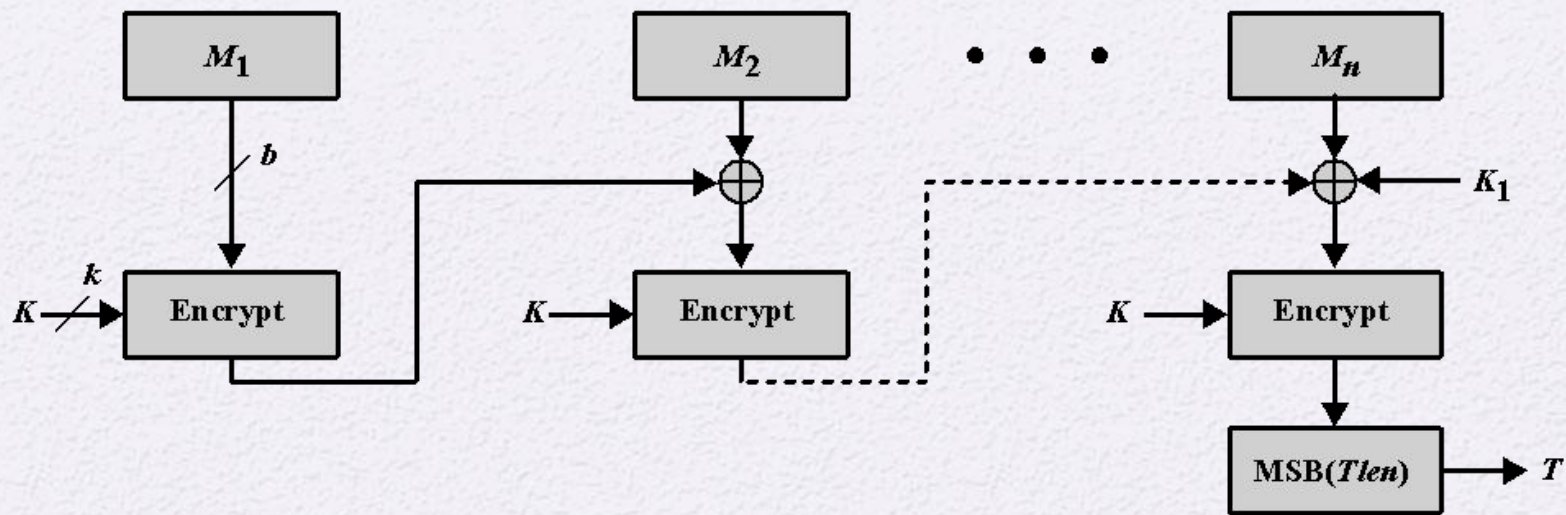 M1 M2 • • • Mn
b
K1
k
K Encrypt K Encrypt K Encrypt
MSB(Tlen) T